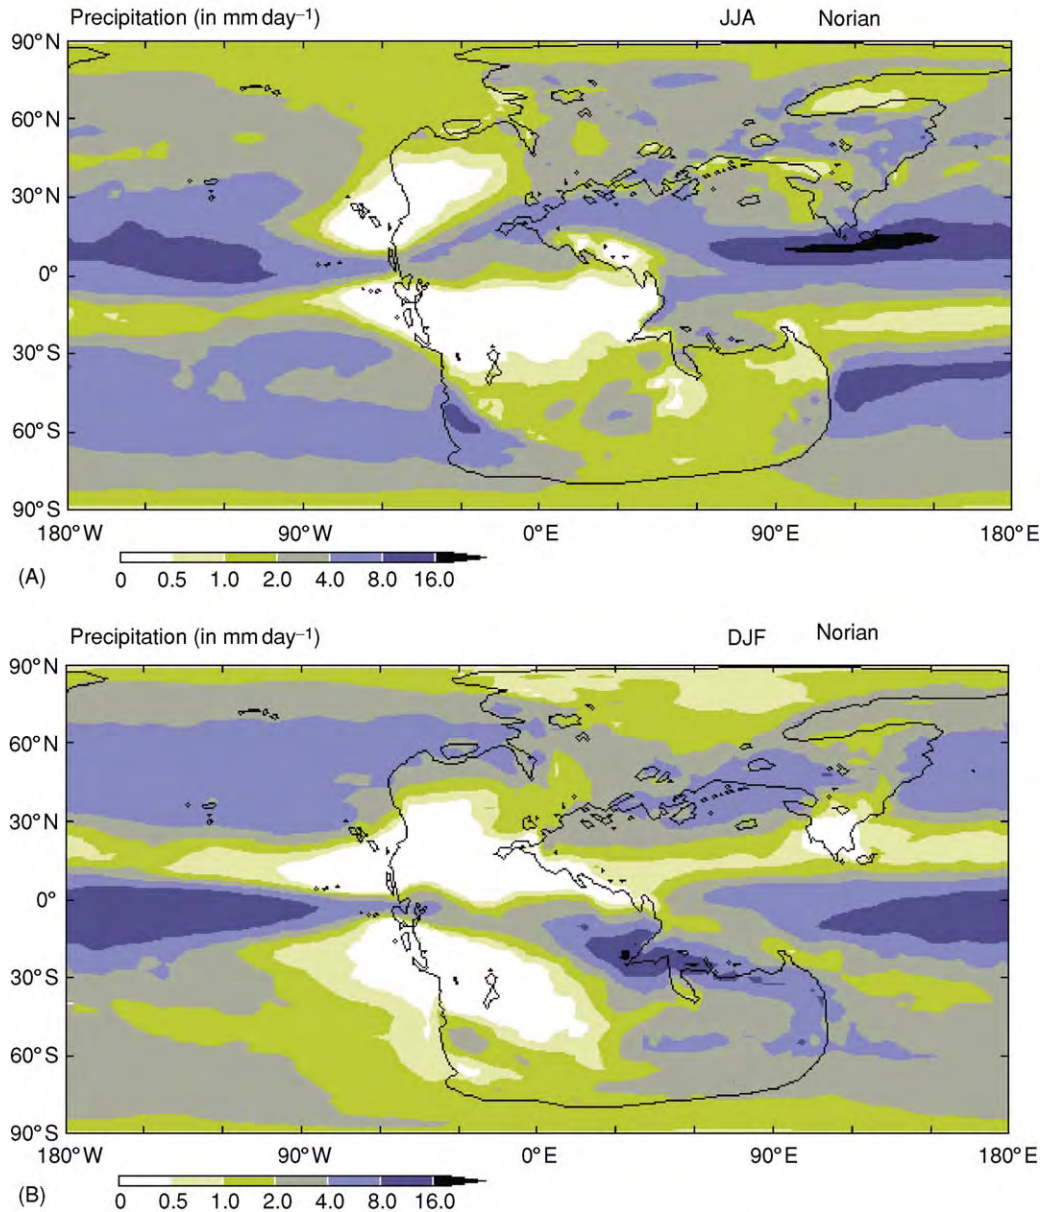 Precipitation (in mm day⁻¹) JJA Norian
90°N
60°N
30°N
0°
30°S
60°S
90°S
180°W 90°W 0°E 90°E 180°E
(A) 0 0.5 1.0 2.0 4.0 8.0 16.0
Precipitation (in mm day⁻¹) DJF Norian
90°N
60°N
30°N
0°
30°S
60°S
90°S
180°W 90°W 0°E 90°E 180°E
(B) 0 0.5 1.0 2.0 4.0 8.0 16.0